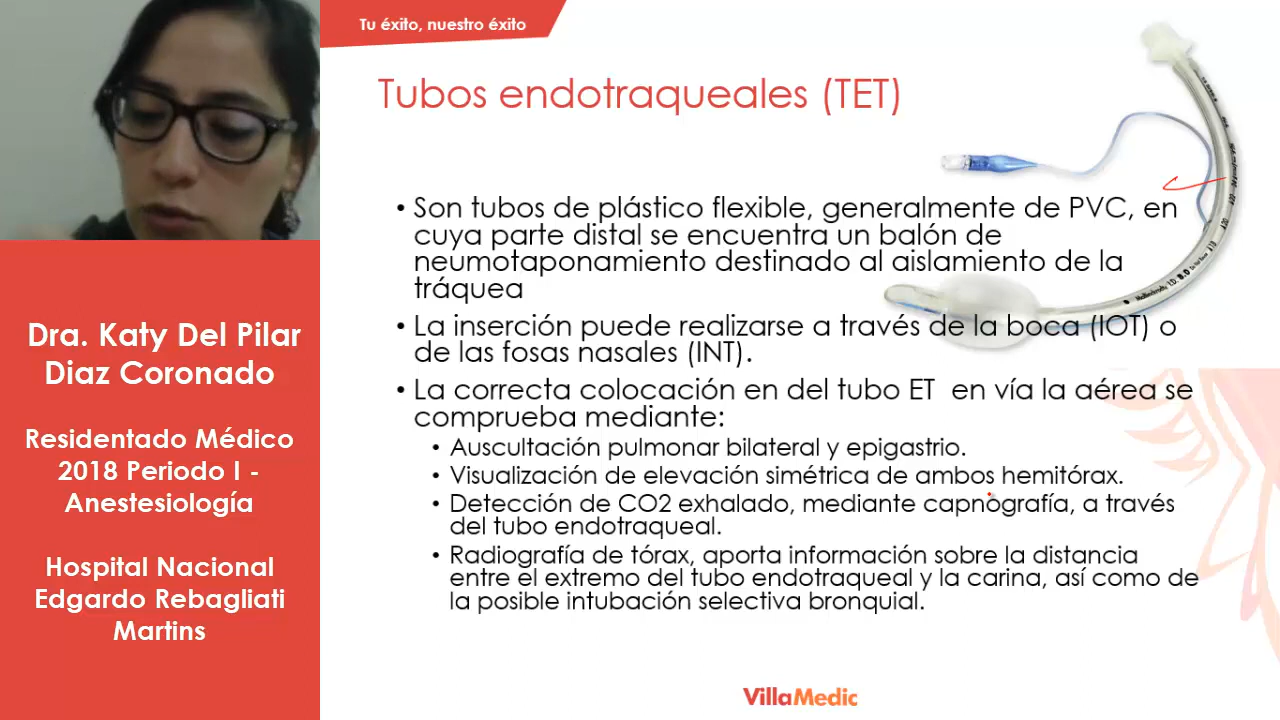 Tu éxito, nuestro éxito
Tubos endotraqueales (TET)
• Son tubos de plástico flexible, generalmente de PVC, en
cuya parte distal se encuentra un balón de
neumotaponamiento destinado al aislamiento de la
tráquea
• La inserción puede realizarse a través de la boca (IOT) o
de las fosas nasales (INT).
• La correcta colocación en del tubo ET en vía la aérea se
comprueba mediante:
• Auscultación pulmonar bilateral y epigastrio.
• Visualización de elevación simétrica de ambos hemitórax.
• Detección de CO2 exhalado, mediante capnografía, a través
del tubo endotraqueal.
• Radiografía de tórax, aporta información sobre la distancia
entre el extremo del tubo endotraqueal y la carina, así como de
la posible intubación selectiva bronquial.
Dra. Katy Del Pilar
Diaz Coronado
Residentado Médico
2018 Periodo I -
Anestesiología
Hospital Nacional
Edgardo Rebagliati
Martins
I.D. 8.0
VillaMedic